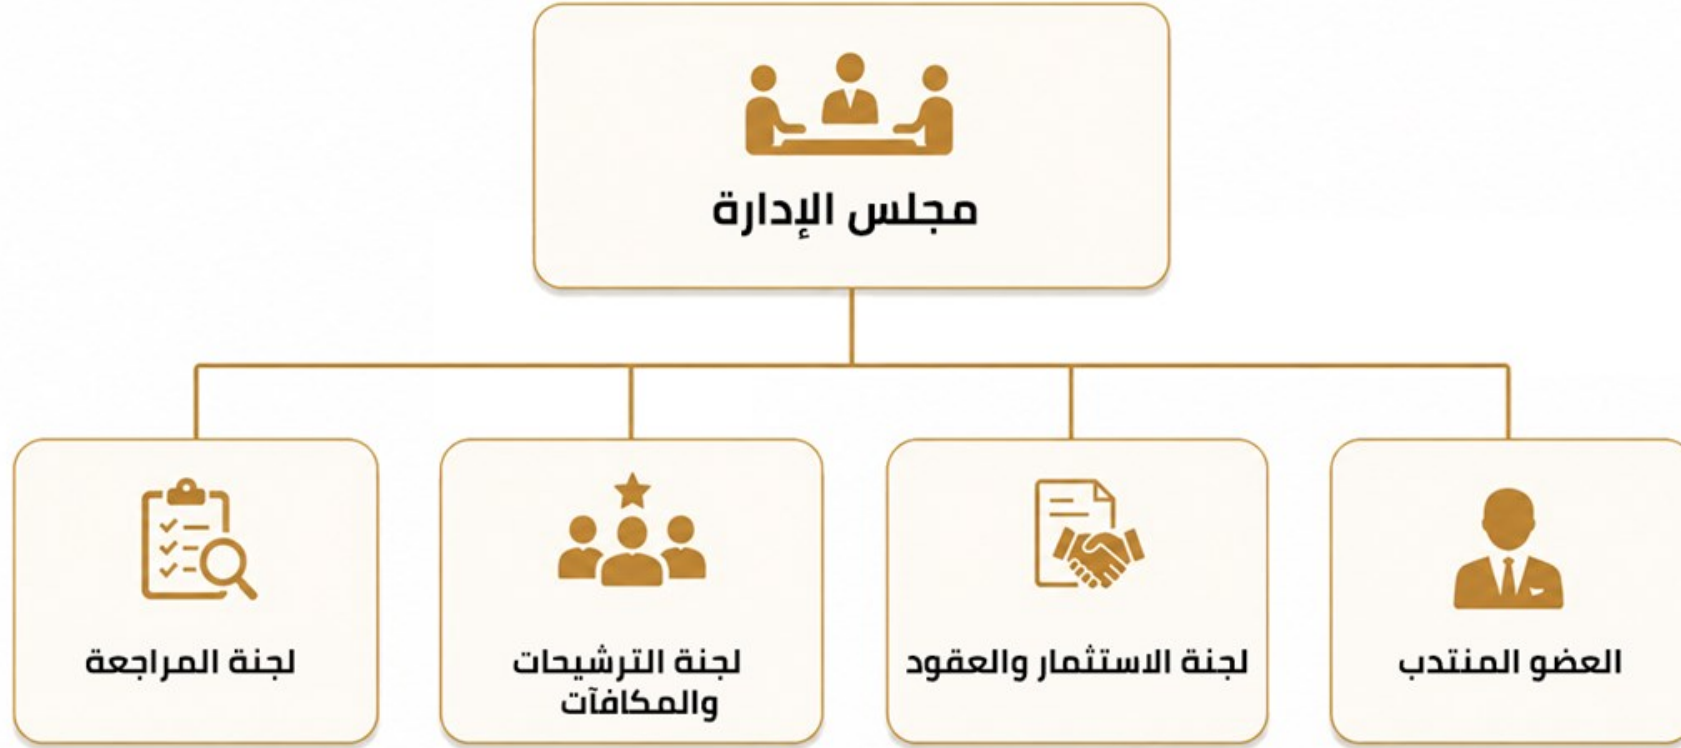 مجلس الإدارة
العضو المنتدب
لجنة الاستثمار والعقود
لجنة الترشيحات
والمكافآت
لجنة المراجعة